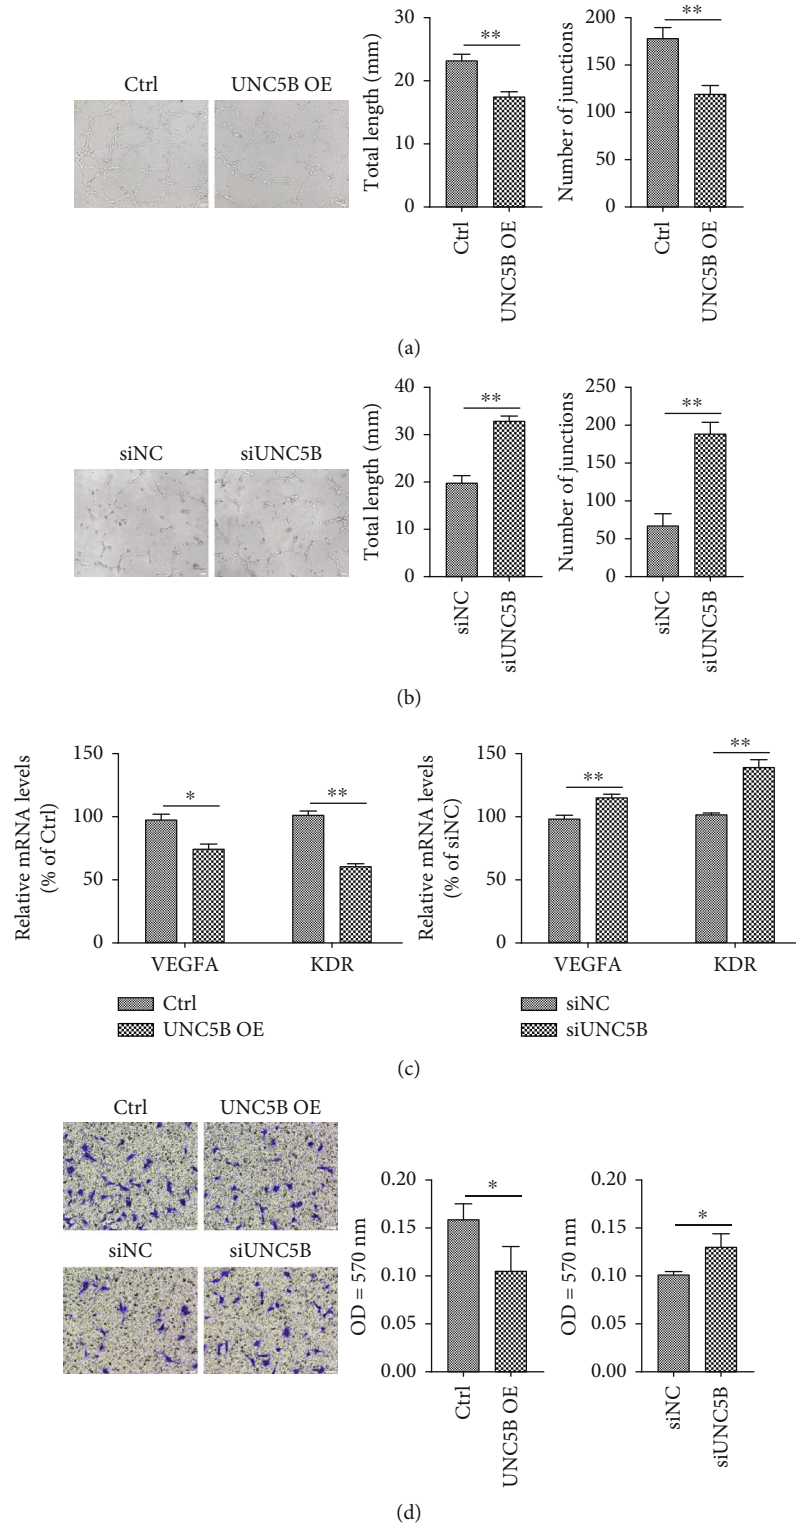 Ctrl
UNC5B OE
Total length (mm)
30
20
10
0
**
Ctrl
UNC5B OE
Number of junctions
200
150
100
50
0
**
Ctrl
UNC5B OE
(a)
siNC
siUNC5B
Total length (mm)
40
30
20
10
0
**
siNC
siUNC5B
Number of junctions
250
200
150
100
50
0
**
siNC
siUNC5B
(b)
Relative mRNA levels
(% of Ctrl)
150
100
50
0
*
**
VEGFA
KDR
Ctrl
UNC5B OE
Relative mRNA levels
(% of siNC)
150
100
50
0
**
**
VEGFA
KDR
siNC
siUNC5B
(c)
Ctrl
UNC5B OE
siNC
siUNC5B
OD = 570 nm
0.20
0.15
0.10
0.05
0.00
*
Ctrl
UNC5B OE
OD = 570 nm
0.20
0.15
0.10
0.05
0.00
*
siNC
siUNC5B
(d)